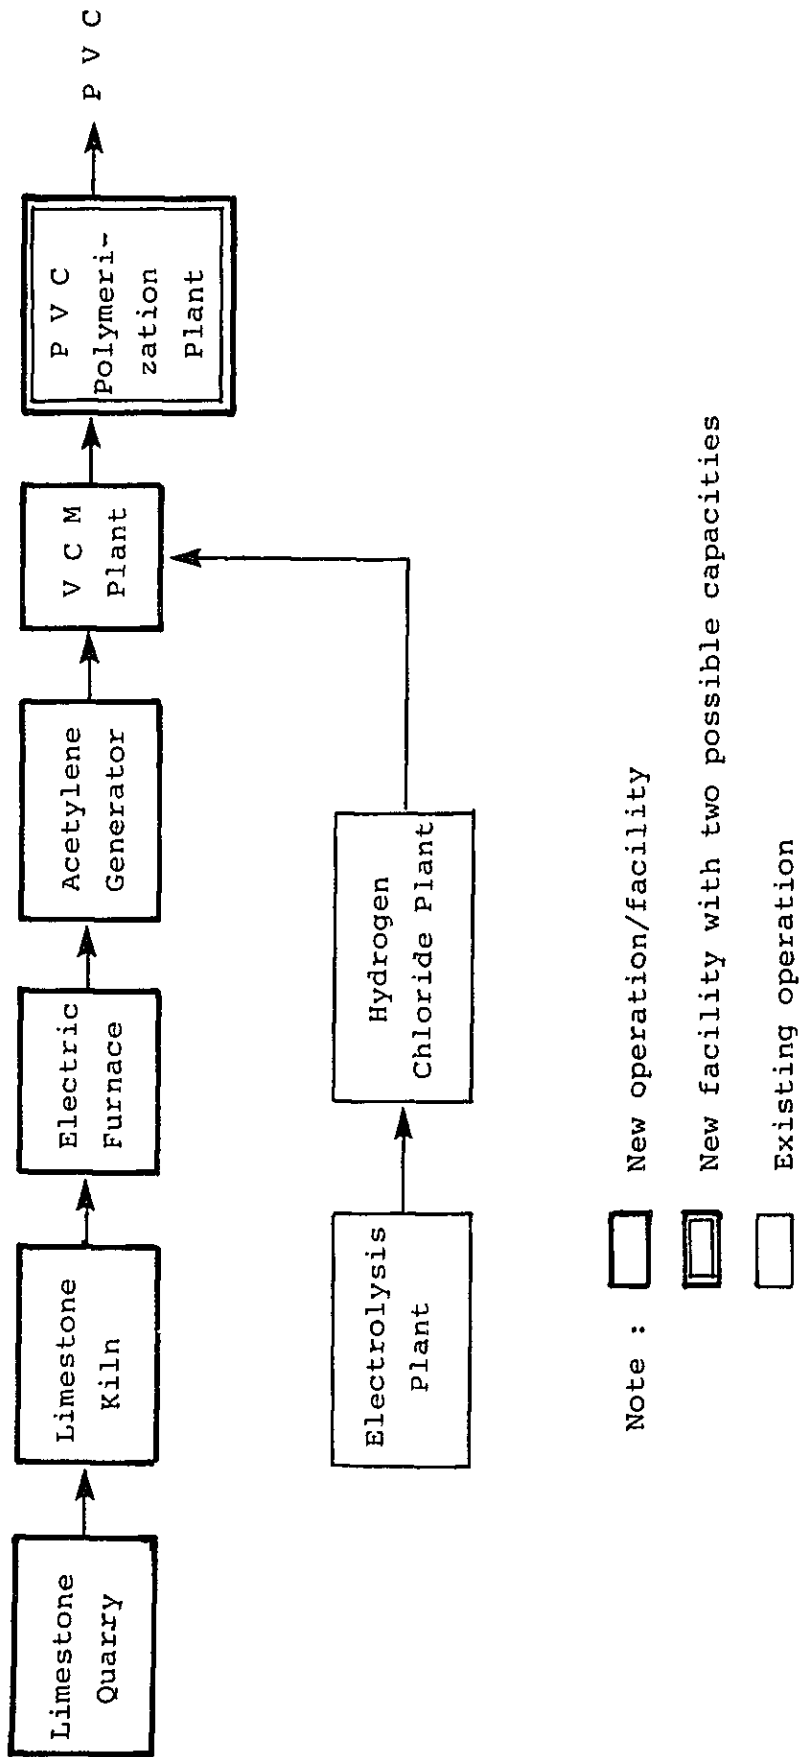 Limestone
Quarry
Limestone
Kiln
Electric
Furnace
Acetylene
Generator
V C M
Plant
P V C
Polymeri-
zation
Plant
P V C
Electrolysis
Plant
Hydrogen
Chloride Plant
Note :
New operation/facility
New facility with two possible capacities
Existing operation